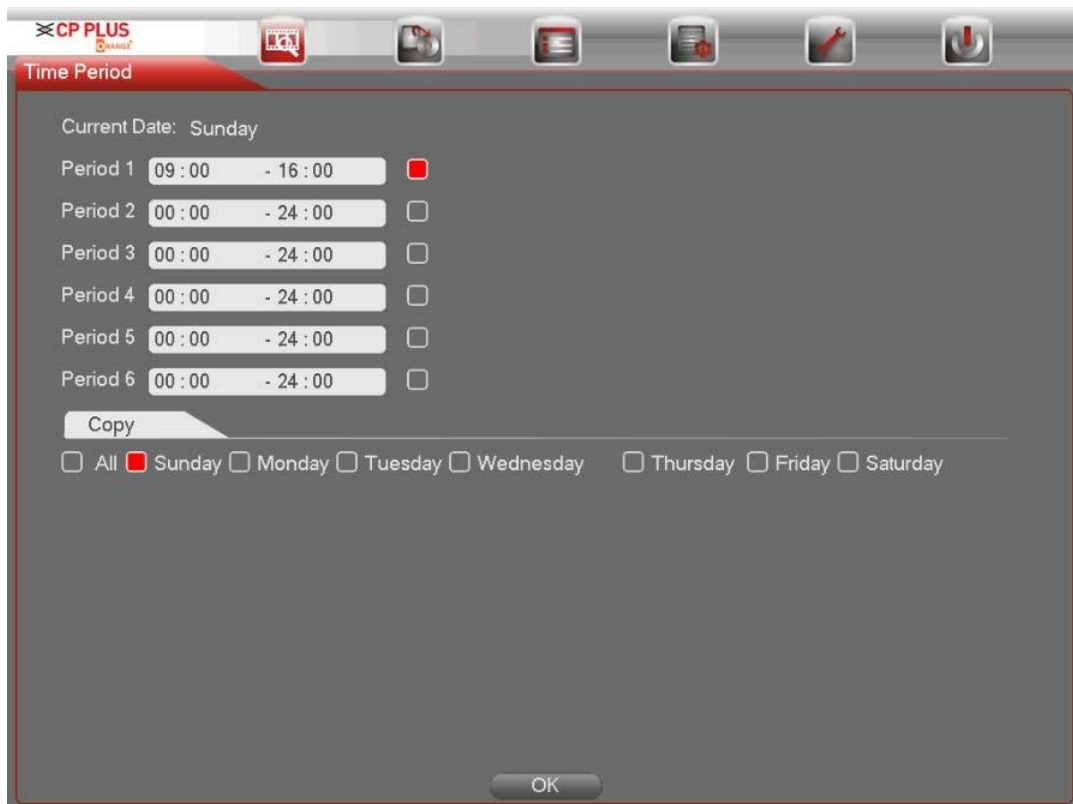 CP PLUS
ORANGE
Time Period
Current Date: Sunday
Period 1 09 : 00 - 16 : 00
Period 2 00 : 00 - 24 : 00
Period 3 00 : 00 - 24 : 00
Period 4 00 : 00 - 24 : 00
Period 5 00 : 00 - 24 : 00
Period 6 00 : 00 - 24 : 00
Copy
All Sunday Monday Tuesday Wednesday Thursday Friday Saturday
OK